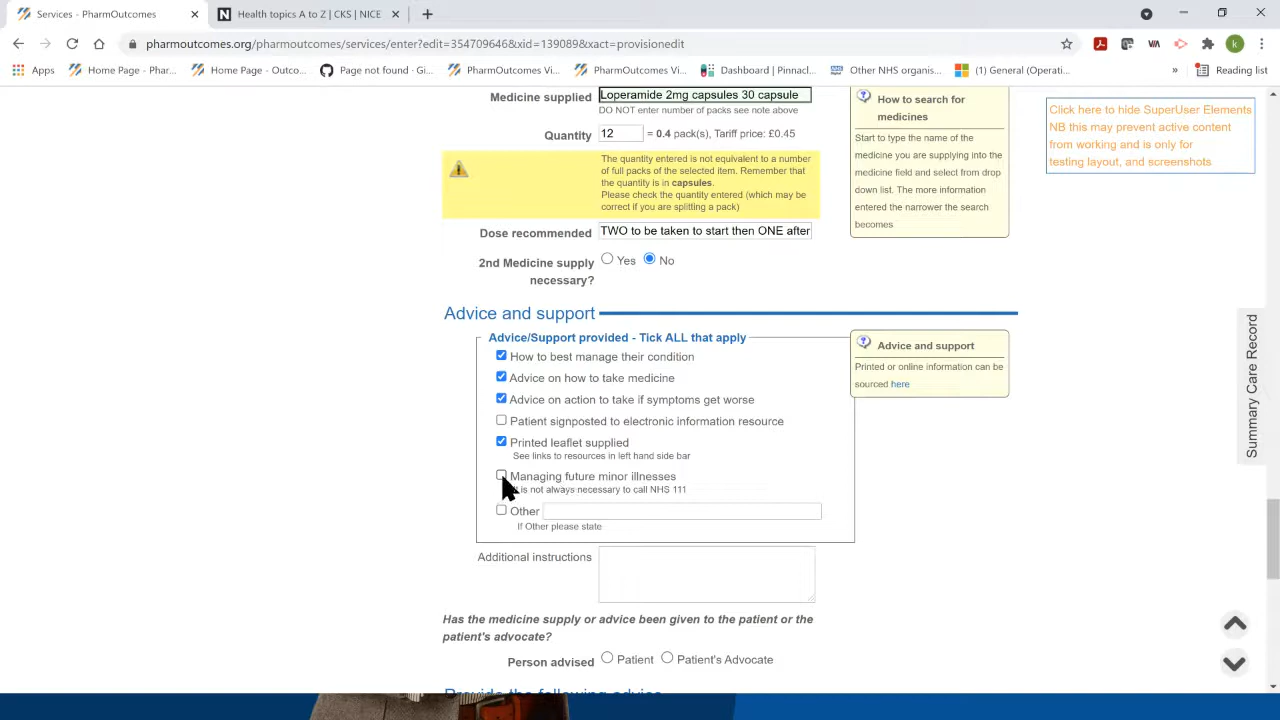 Services - PharmOutcomes
Health topics A to Z | CKS | NICE
pharmoutcomes.org/pharmoutcomes/services/enter?edit=354709646&xid=139089&xact=provisionedit
k
Apps
Home Page - Phar...
Home Page - Outco...
Page not found - Gi...
PharmOutcomes Vi...
PharmOutcomes Vi...
Dashboard | Pinnacl...
Other NHS organis...
(1) General (Operati...
»
Reading list
Medicine supplied
Loperamide 2mg capsules 30 capsule
DO NOT enter number of packs see note above
Quantity
12
= 0.4 pack(s), Tariff price: £0.45
The quantity entered is not equivalent to a number
of full packs of the selected item. Remember that
the quantity is in capsules.
Please check the quantity entered (which may be
correct if you are splitting a pack)
Dose recommended
TWO to be taken to start then ONE after
2nd Medicine supply
necessary?
Yes
No
How to search for
medicines
Start to type the name of the
medicine you are supplying into the
medicine field and select from drop
down list. The more information
entered the narrower the search
becomes
Click here to hide SuperUser Elements
NB this may prevent active content
from working and is only for
testing layout, and screenshots
Advice and support
Advice/Support provided - Tick ALL that apply
How to best manage their condition
Advice on how to take medicine
Advice on action to take if symptoms get worse
Patient signposted to electronic information resource
Printed leaflet supplied
See links to resources in left hand side bar
Managing future minor illnesses
is not always necessary to call NHS 111
Other
If Other please state
Advice and support
Printed or online information can be
sourced here
Summary Care Record
Additional instructions
Has the medicine supply or advice been given to the patient or the
patient's advocate?
Person advised
Patient
Patient's Advocate
Provide the following advice